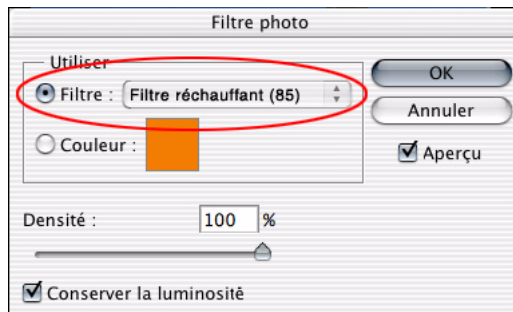 Filtre photo
Utiliser
Filtre : Filtre réchauffant (85)
Couleur :
OK
Annuler
Aperçu
Densité : 100 %
Conserver la luminosité